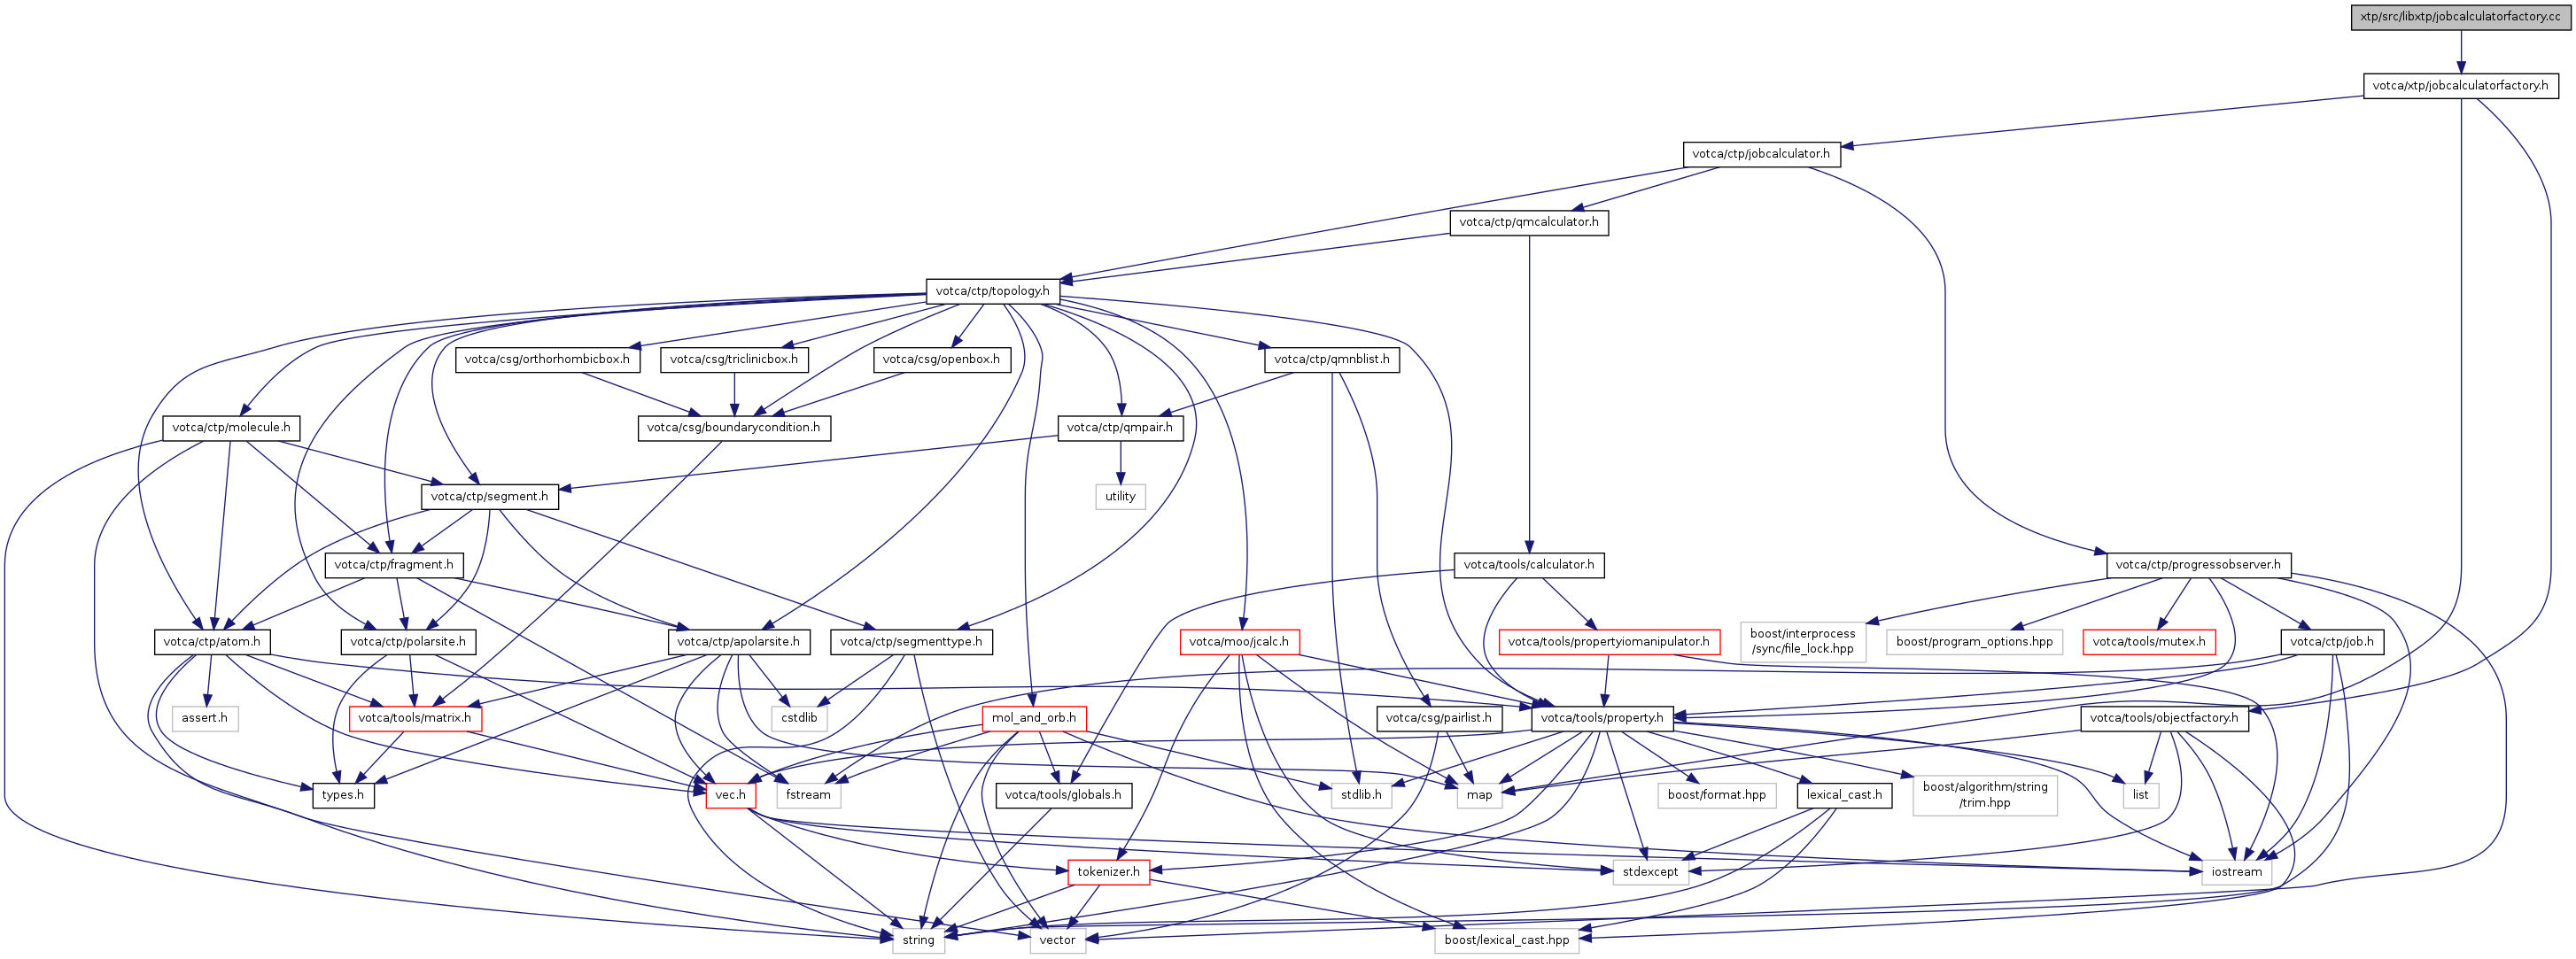 xtp/src/libxtp/jobcalculatorfactory.cc
votca/xtp/jobcalculatorfactory.h
votca/ctp/jobcalculator.h
votca/ctp/qmcalculator.h
votca/ctp/topology.h
votca/csg/orthorhombicbox.h
votca/csg/triclinicbox.h
votca/csg/openbox.h
votca/ctp/qmnblist.h
votca/ctp/molecule.h
votca/csg/boundarycondition.h
votca/ctp/qmpair.h
votca/ctp/segment.h
utility
votca/ctp/fragment.h
votca/tools/calculator.h
votca/ctp/progressobserver.h
votca/ctp/atom.h
votca/ctp/polarsite.h
votca/ctp/apolarsite.h
votca/ctp/segmenttype.h
votca/moo/jcalc.h
votca/tools/propertyiomanipulator.h
boost/interprocess
/sync/file_lock.hpp
boost/program_options.hpp
votca/tools/mutex.h
votca/ctp/job.h
assert.h
votca/tools/matrix.h
cstdlib
mol_and_orb.h
votca/csg/pairlist.h
votca/tools/property.h
votca/tools/objectfactory.h
types.h
vec.h
fstream
votca/tools/globals.h
stdlib.h
map
boost/format.hpp
lexical_cast.h
boost/algorithm/string
/trim.hpp
list
tokenizer.h
stdexcept
iostream
string
vector
boost/lexical_cast.hpp